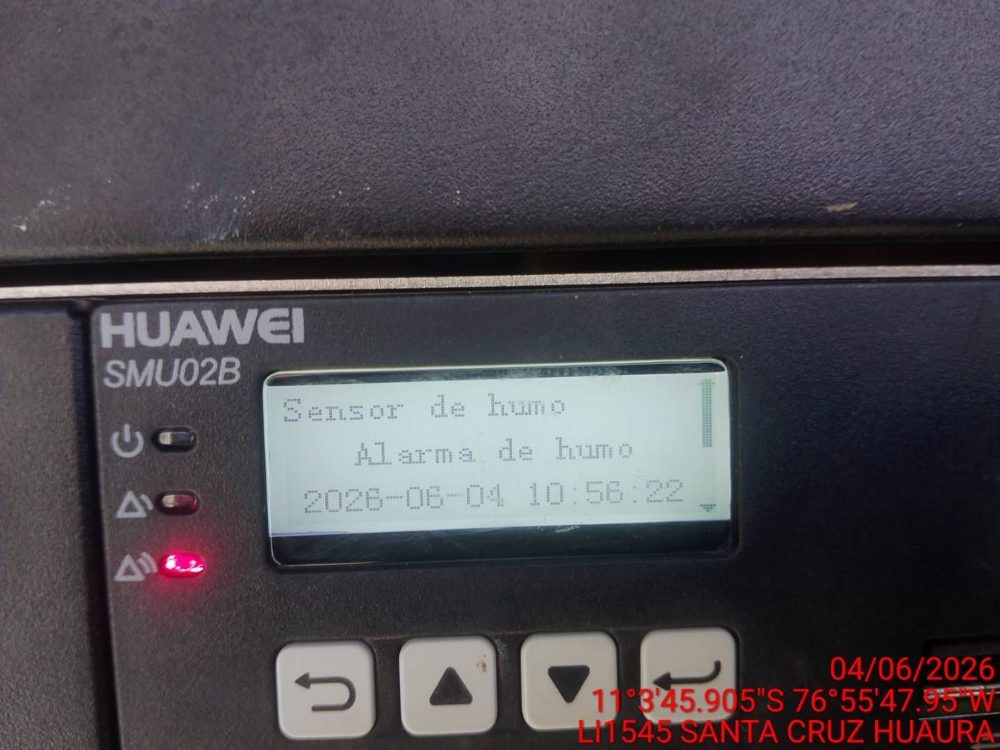 HUAWEI
SMU02B
Sensor de humo
Alarma de humo
2026-06-04 10:56:22
04/06/2026
11°3'45.905"S 76°55'47.95"W
LI1545 SANTA CRUZ HUAURA